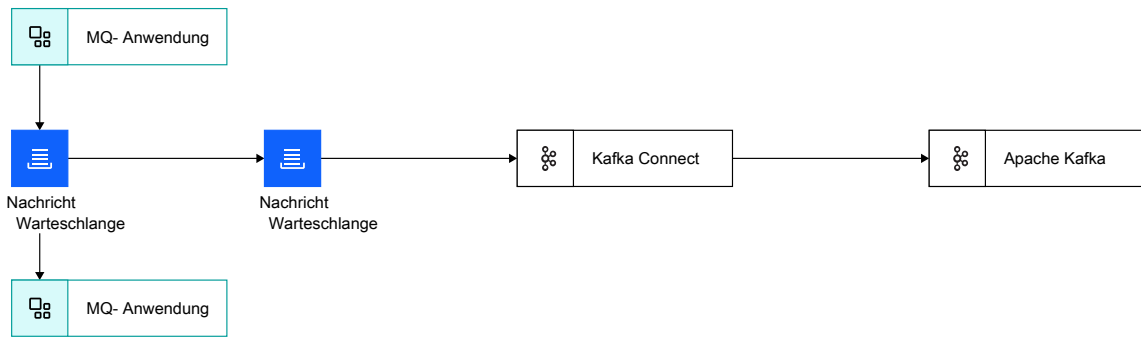 MQ- Anwendung
Kafka Connect
Apache Kafka
Nachricht
Warteschlange
Nachricht
Warteschlange
MQ- Anwendung